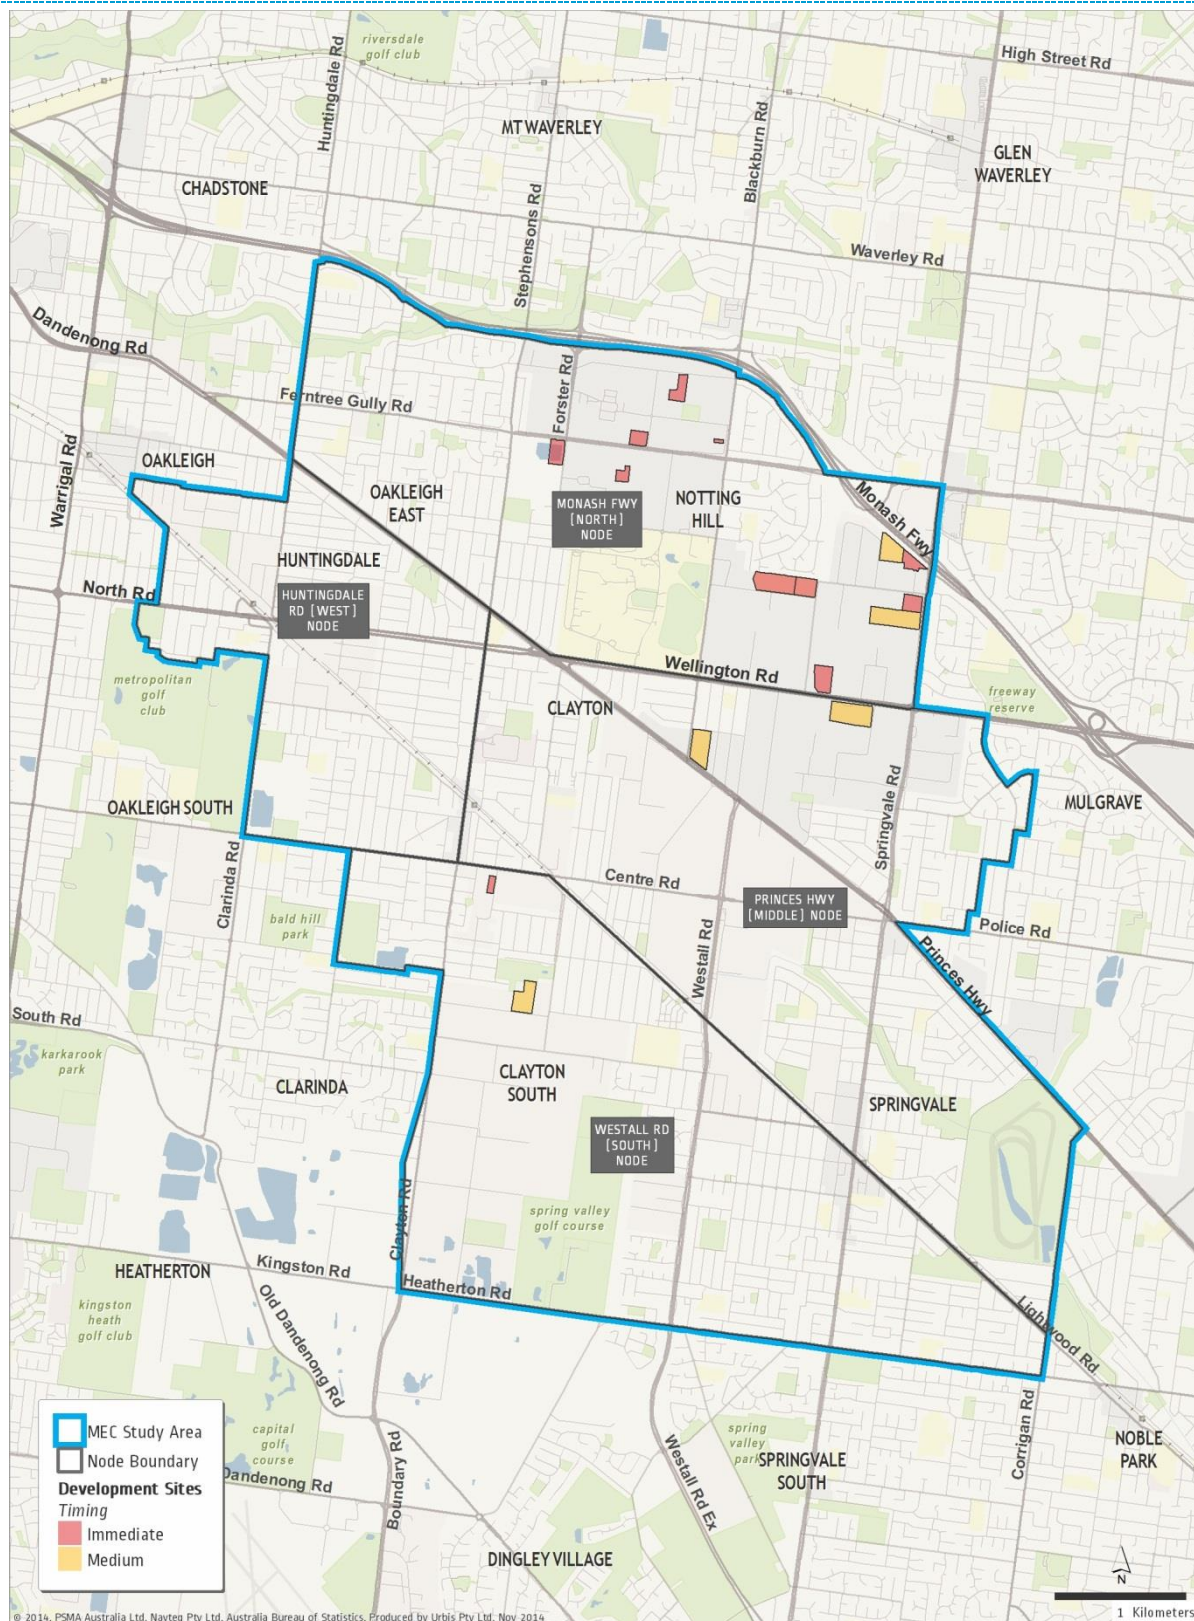 riversdale
golf club
High Street Rd
Huntingdale Rd
MT WAVERLEY
Blackburn Rd
GLEN
WAVERLEY
CHADSTONE
Stephensons Rd
Waverley Rd
Dandenong Rd
Forster Rd
Ferntree Gully Rd
Warrigal Rd
OAKLEIGH
OAKLEIGH
EAST
MONASH FWY
[NORTH]
NODE
NOTTING
HILL
Monash Fwy
HUNTINGDALE
HUNTINGDALE
RD [WEST]
NODE
North Rd
Wellington Rd
metropolitan
golf
club
CLAYTON
freeway
reserve
OAKLEIGH SOUTH
Springvale Rd
MULGRAVE
Clarinda Rd
Centre Rd
PRINCES HWY
[MIDDLE] NODE
bald hill
park
Police Rd
Westall Rd
Princes Hwy
South Rd
karkarook
park
CLARINDA
CLAYTON
SOUTH
SPRINGVALE
WESTALL RD
[SOUTH]
NODE
Clayton Rd
spring valley
golf course
HEATHERTON
Kingston Rd
Heatherton Rd
kingston
heath
golf club
Old Dandenong Rd
Lightwood Rd
Corrigan Rd
capital
golf
course
Dandenong Rd
Boundary Rd
Westall Rd Ex
spring
valley
park
SPRINGVALE
SOUTH
NOBLE
PARK
DINGLEY VILLAGE
MEC Study Area
Node Boundary
Development Sites
Timing
Immediate
Medium
N
1 Kilometers
© 2014. PSMA Australia Ltd, Navteq Pty Ltd, Australia Bureau of Statistics. Produced by Urbis Pty Ltd, Nov 2014